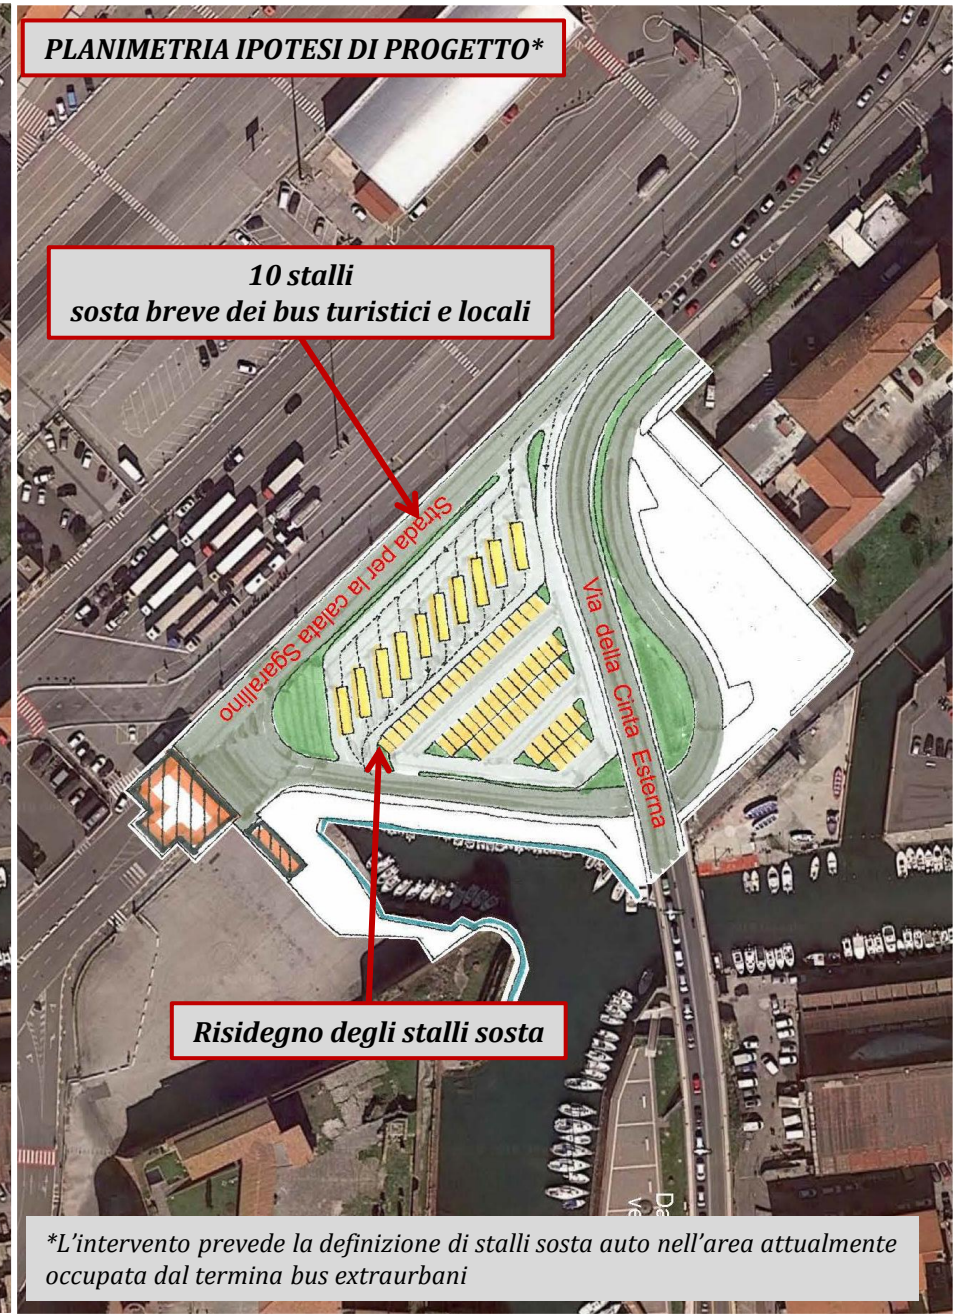 PLANIMETRIA IPOTESI DI PROGETTO*
10 stalli
sosta breve dei bus turistici e locali
Strada per la calata Sgarallino
Via della Cinta Esterna
Risidegno degli stalli sosta
*L'intervento prevede la definizione di stalli sosta auto nell'area attualmente
occupata dal termina bus extraurbani